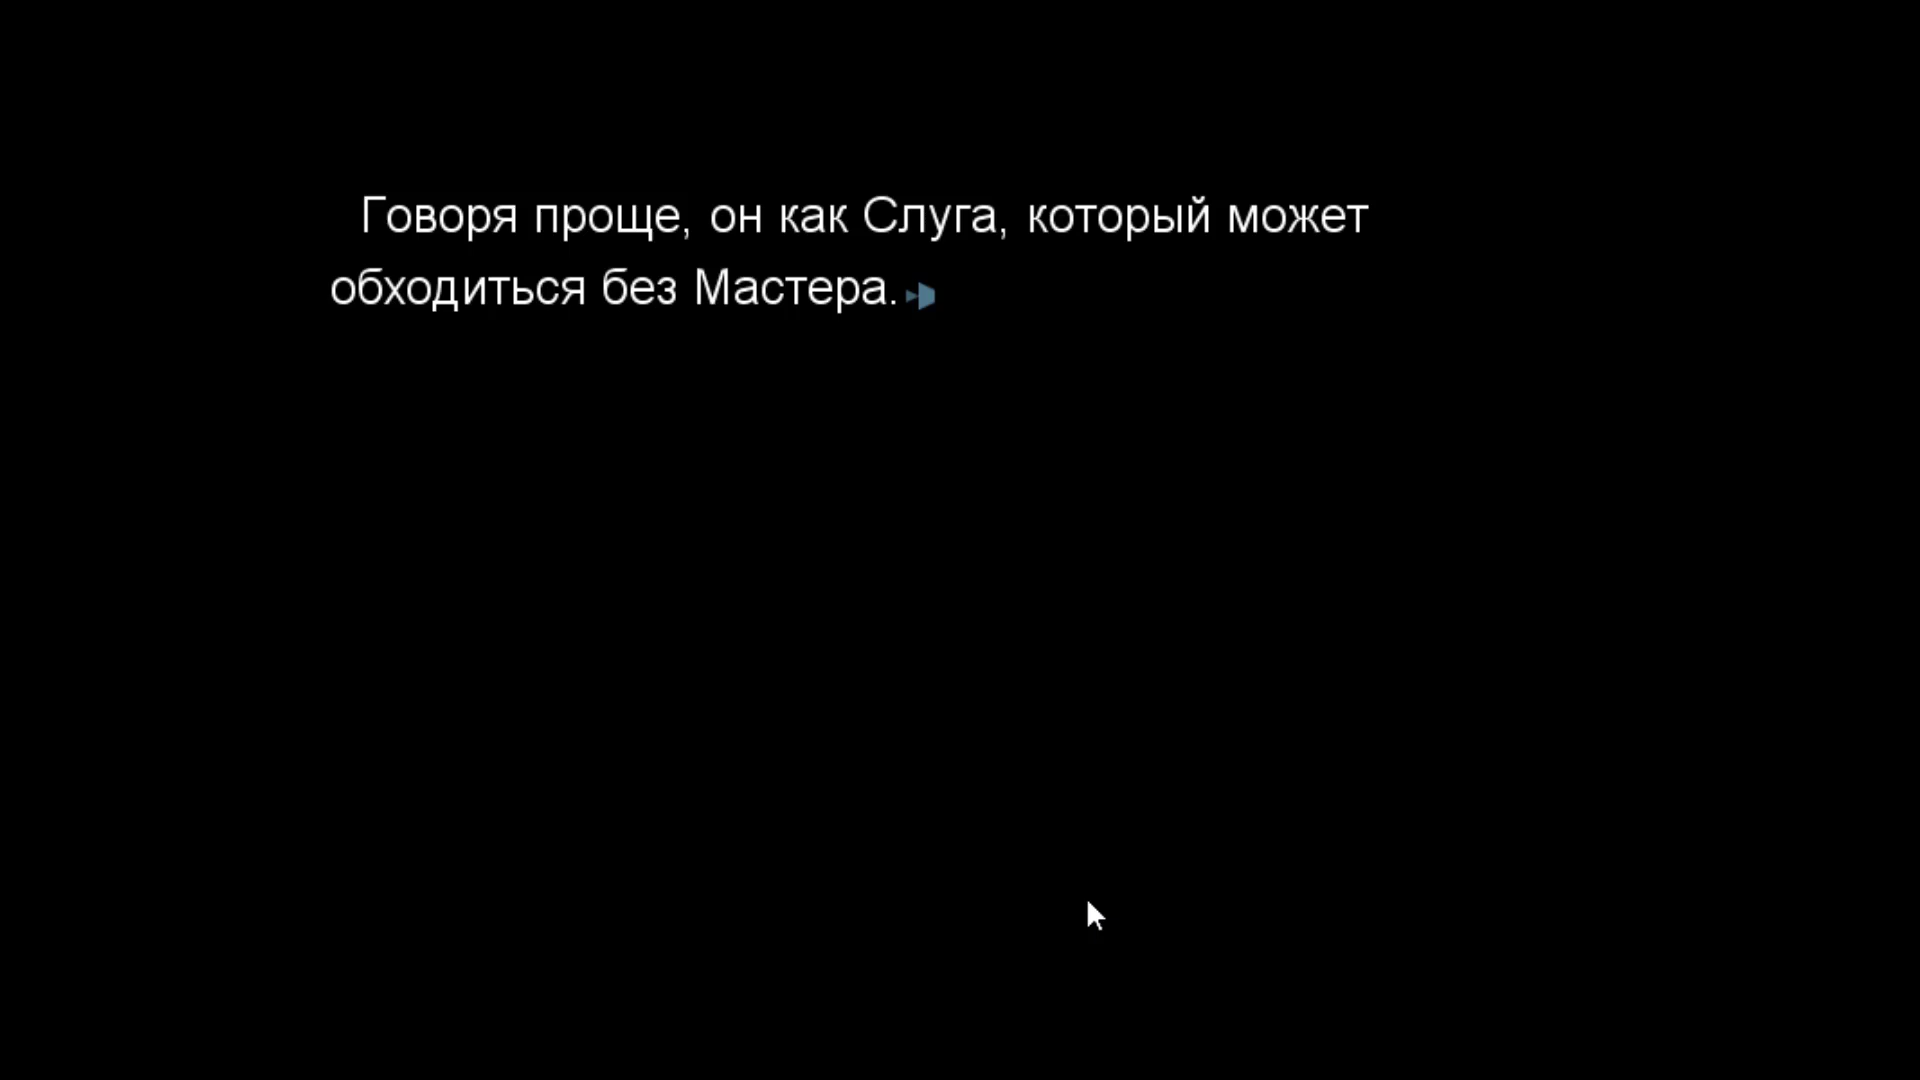 Говоря проще, он как Слуга, который может
обходиться без Мастера.